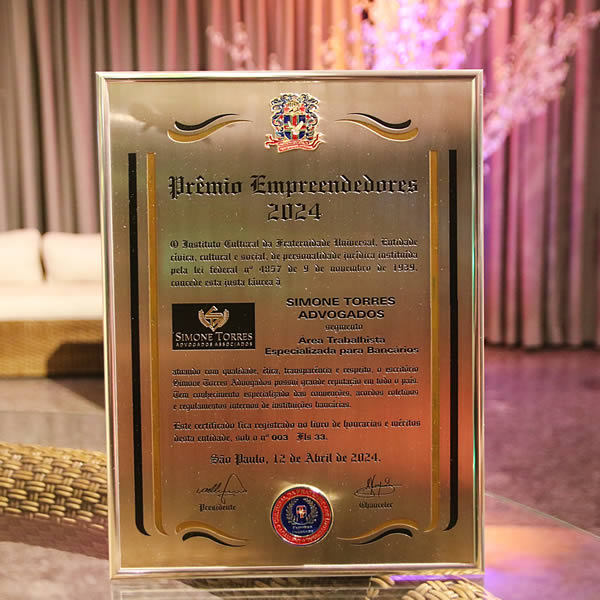 Prêmio Empreendedores
2024
O Instituto Cultural da Fraternidade Universal, Entidade
cívica, cultural e social, de personalidade jurídica instituída
pela lei federal nº 4857 de 9 de novembro de 1939,
concede esta justa láurea à
SIMONE TORRES
ADVOGADOS
segmento
Área Trabalhista
Especializada para Bancários
SIMONE TORRES
ADVOGADOS ASSOCIADOS
atuando com qualidade, ética, transparência e respeito, o escritório
Simone Torres Advogados possui grande reputação em todo o país.
Tem conhecimento especializado das convenções, acordos coletivos
e regulamentos internos de instituições bancárias.
Este certificado fica registrado no livro de honrarias e méritos
desta entidade, sob o nº 003 Fls 33.
São Paulo, 12 de Abril de 2024.
Presidente
Chanceler